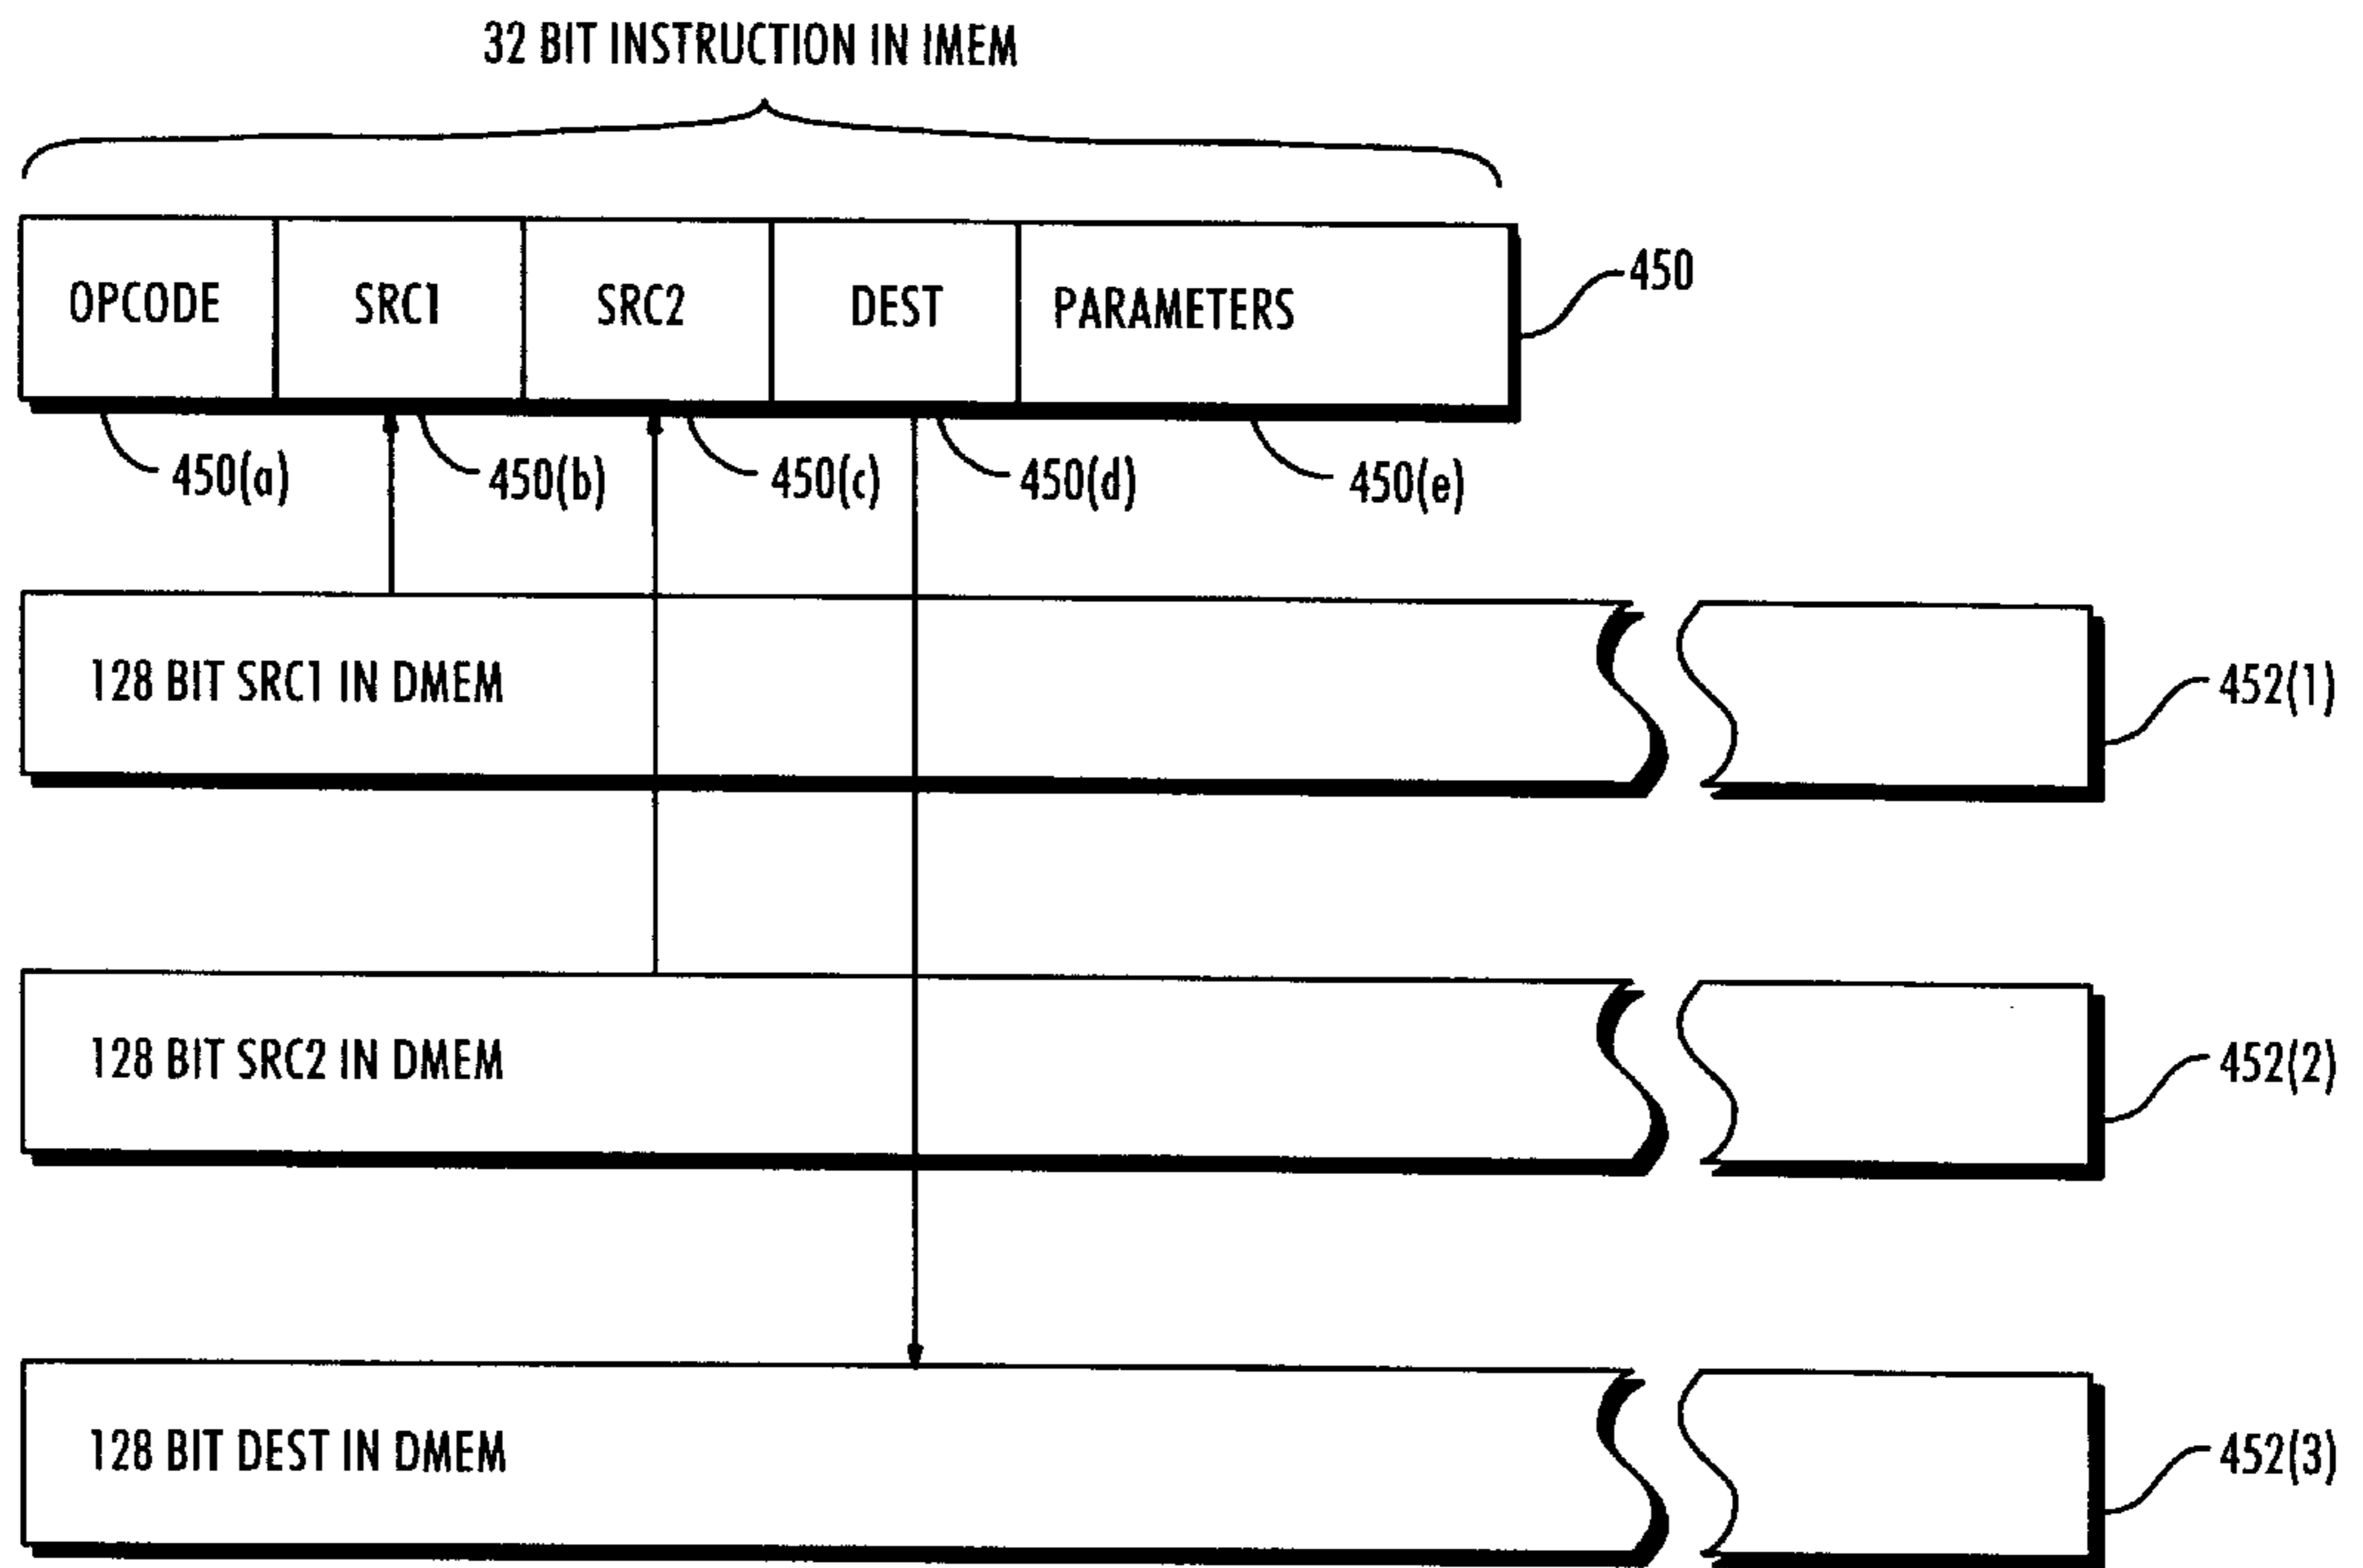 32 BIT INSTRUCTION IN IMEM
OPCODE SRC1 SRC2 DEST PARAMETERS
450
450(a) 450(b) 450(c) 450(d) 450(e)
128 BIT SRC1 IN DMEM
452(1)
128 BIT SRC2 IN DMEM
452(2)
128 BIT DEST IN DMEM
452(3)